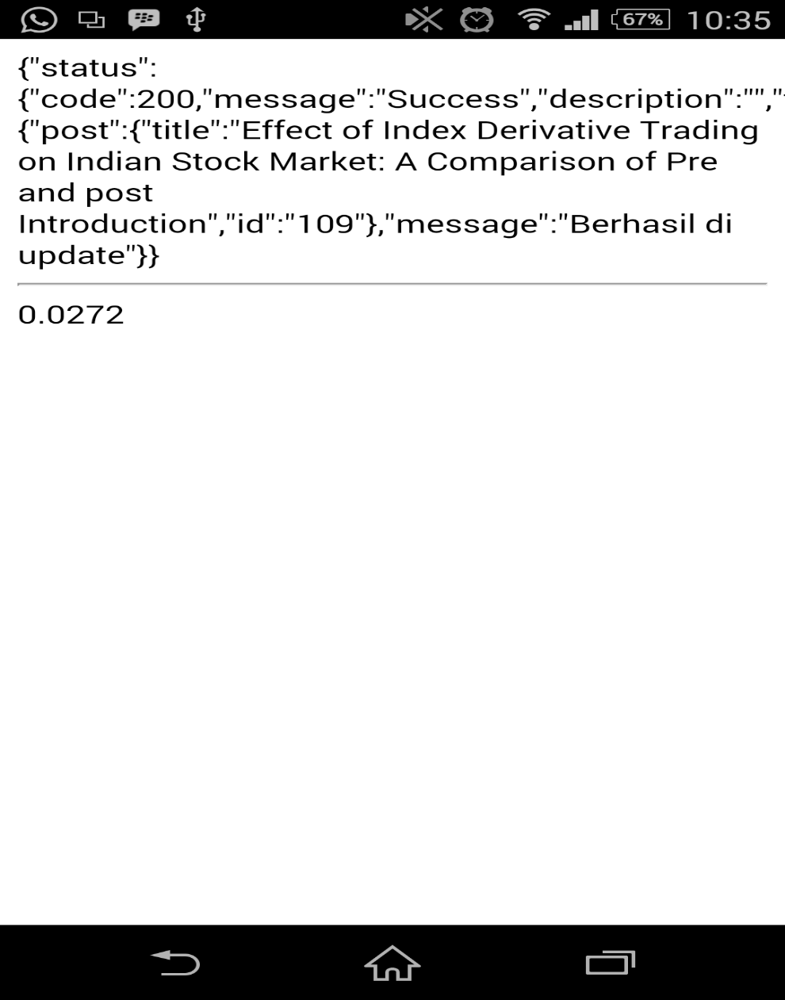 67% 10:35
{"status":
{"code":200,"message":"Success","description":"","
{"post":{"title":"Effect of Index Derivative Trading
on Indian Stock Market: A Comparison of Pre
and post
Introduction","id":"109"},"message":"Berhasil di
update"}}
0.0272